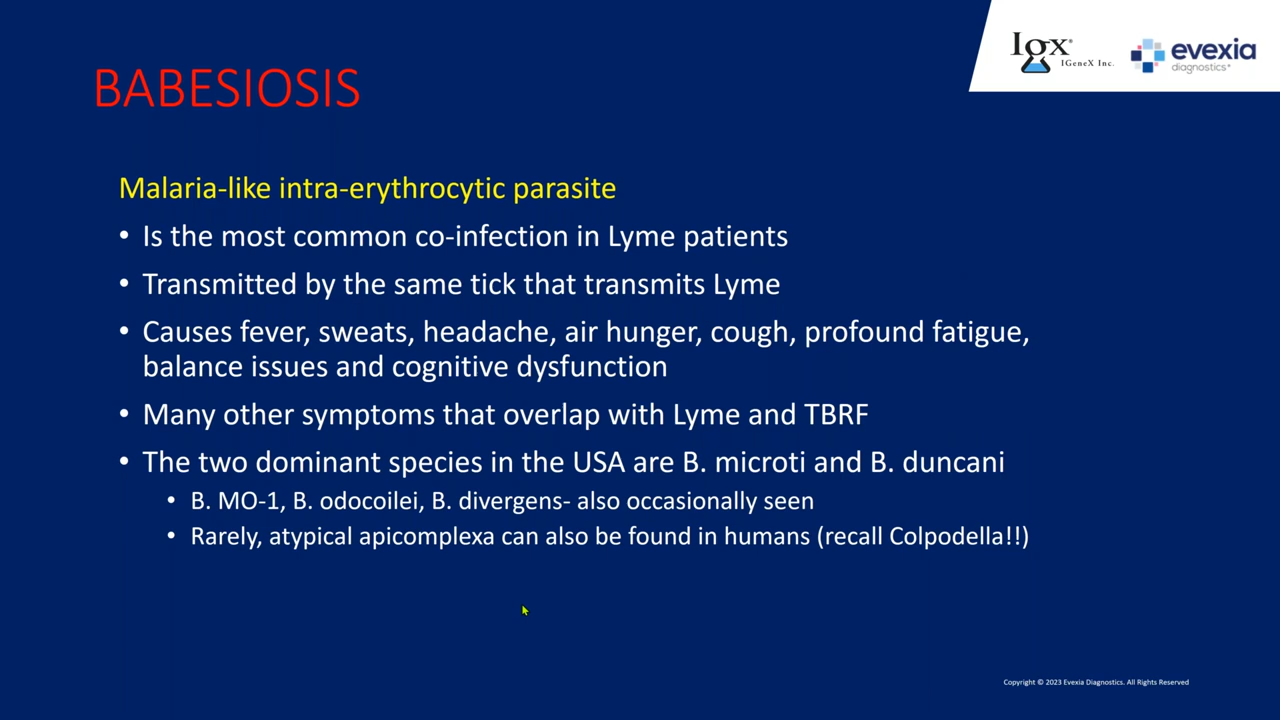 Igx®
IGeneX Inc.
evexia
diagnostics+
BABESIOSIS
Malaria-like intra-erythrocytic parasite
• Is the most common co-infection in Lyme patients
• Transmitted by the same tick that transmits Lyme
• Causes fever, sweats, headache, air hunger, cough, profound fatigue,
balance issues and cognitive dysfunction
• Many other symptoms that overlap with Lyme and TBRF
• The two dominant species in the USA are B. microti and B. duncani
• B. MO-1, B. odocoilei, B. divergens- also occasionally seen
• Rarely, atypical apicomplexa can also be found in humans (recall Colpodella!!)
Copyright © 2023 Evexia Diagnostics. All Rights Reserved